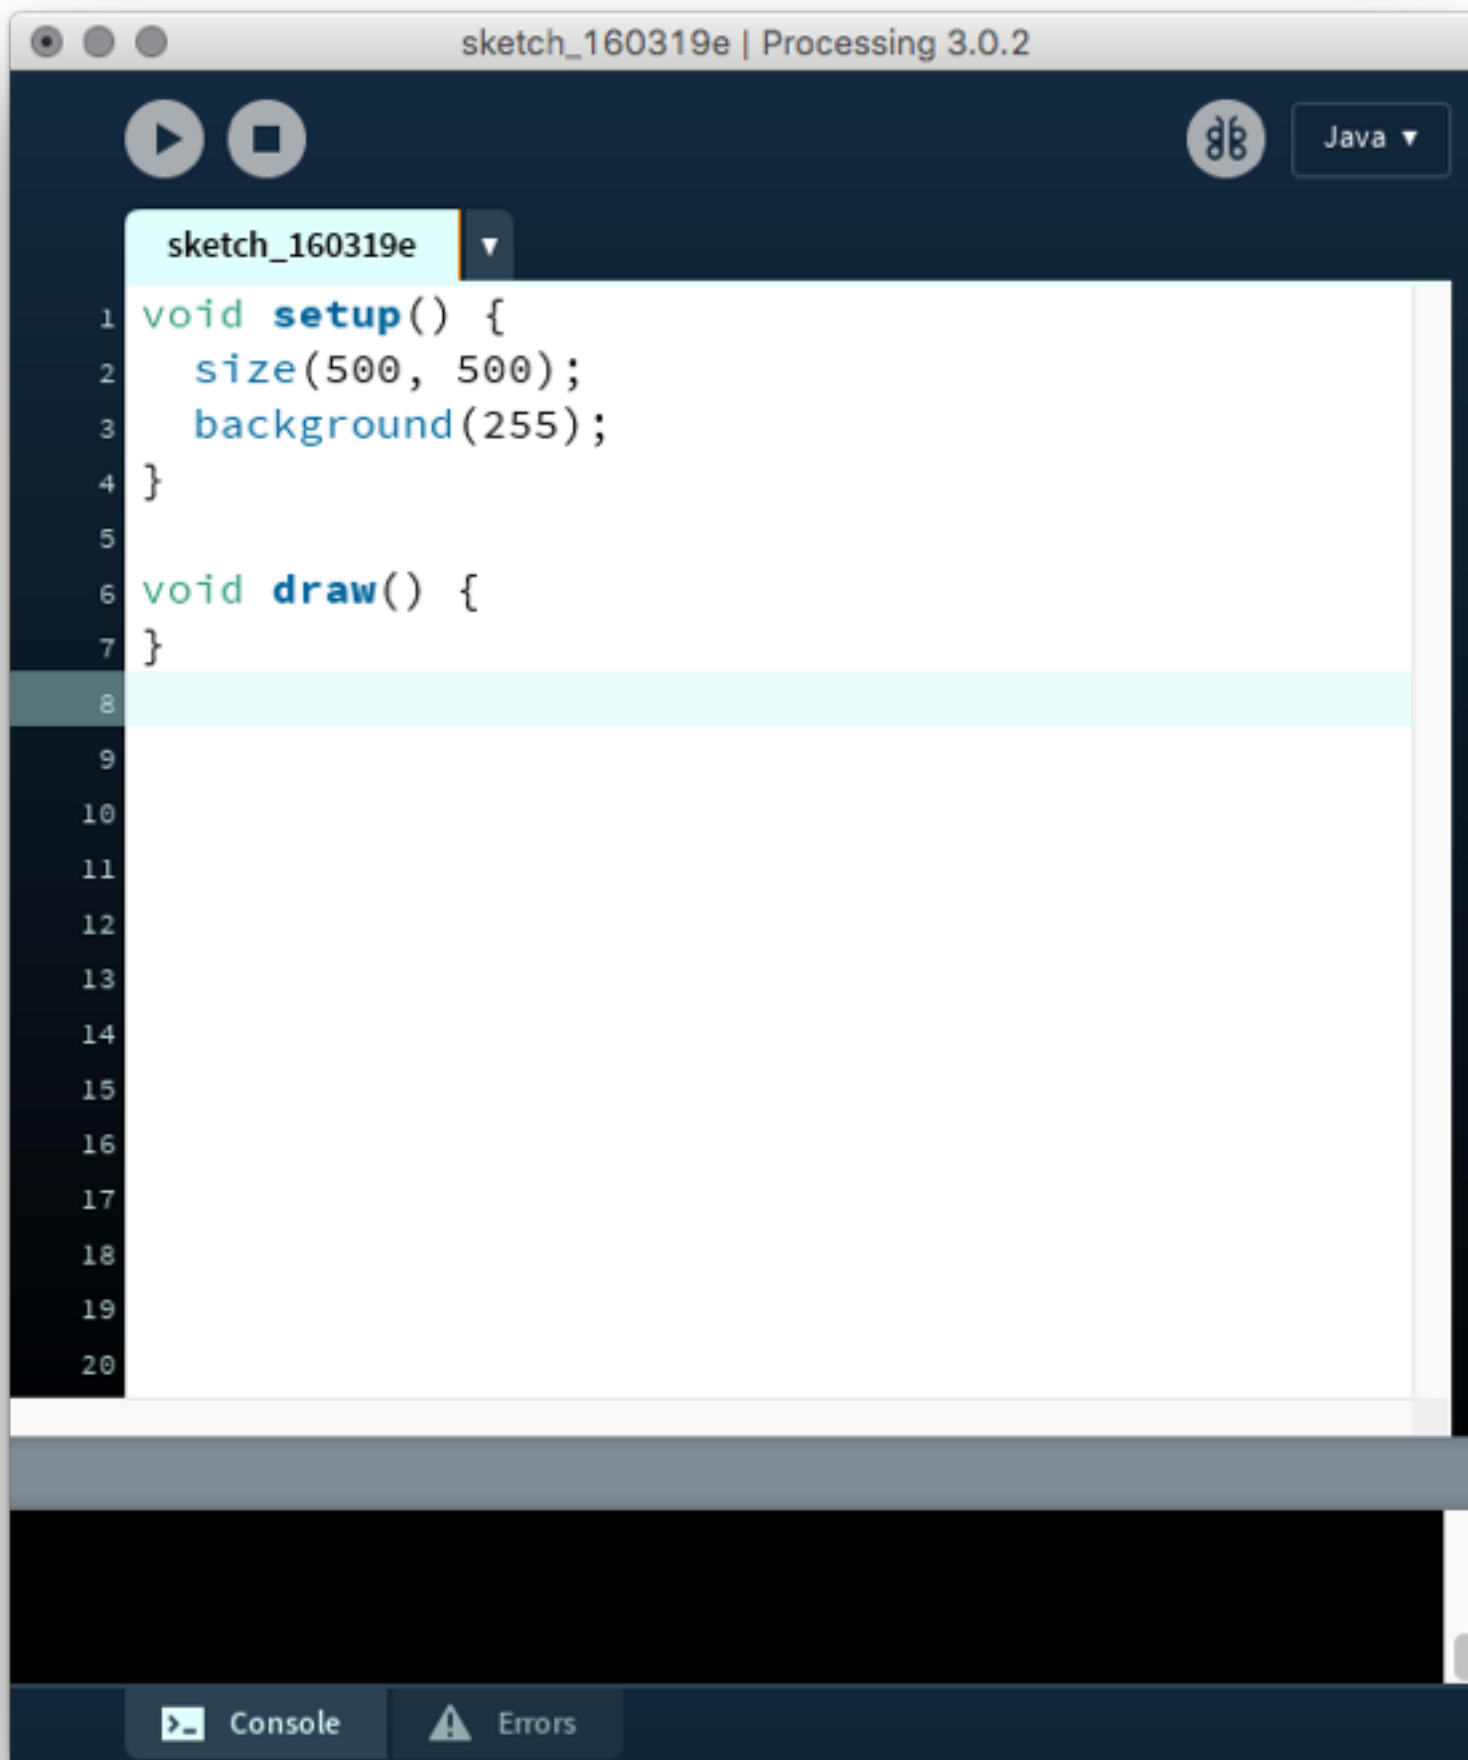 sketch_160319e | Processing 3.0.2
Java ▼
sketch_160319e ▼
1 void setup() {
2   size(500, 500);
3   background(255);
4 }
5
6 void draw() {
7 }
8
9
10
11
12
13
14
15
16
17
18
19
20
Console Errors